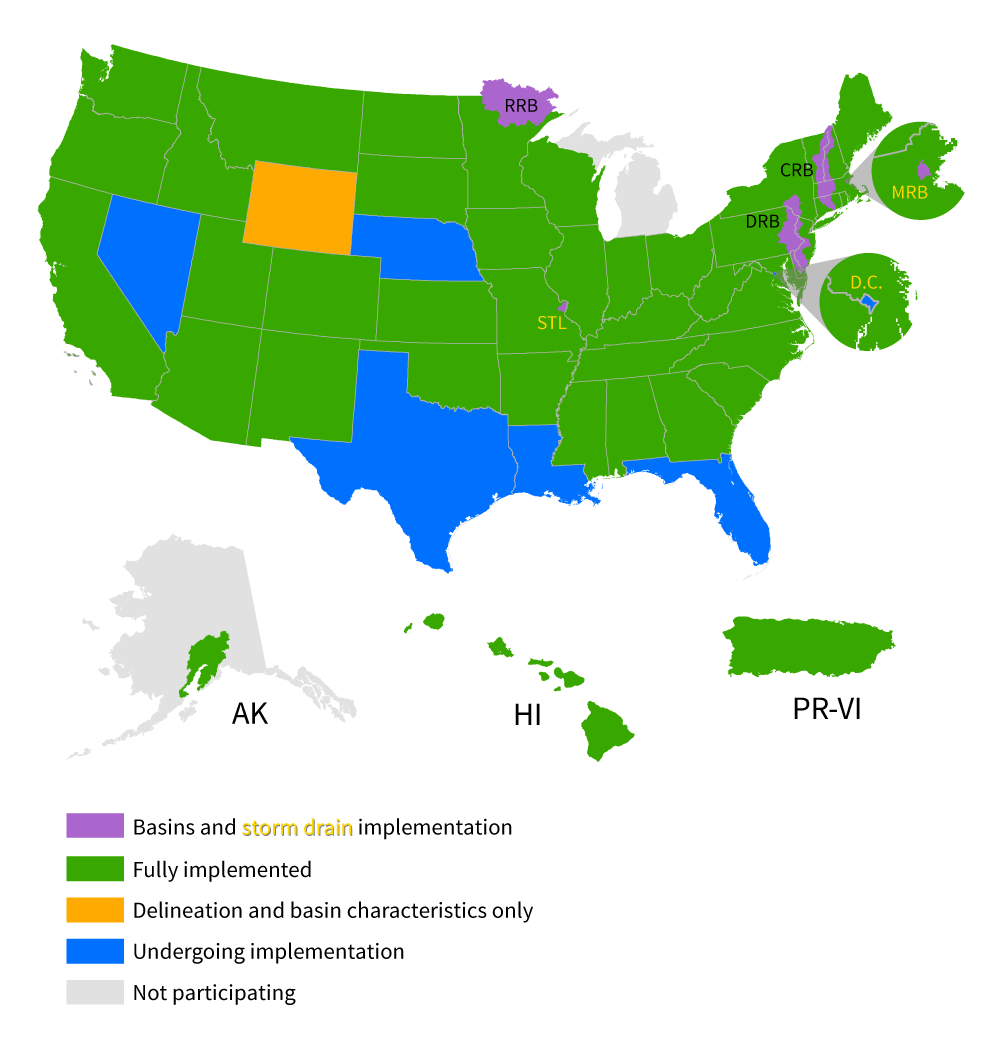 RRB
CRB
MRB
DRB
D.C.
STL
AK
HI
PR-VI
Basins and storm drain implementation
Fully implemented
Delineation and basin characteristics only
Undergoing implementation
Not participating